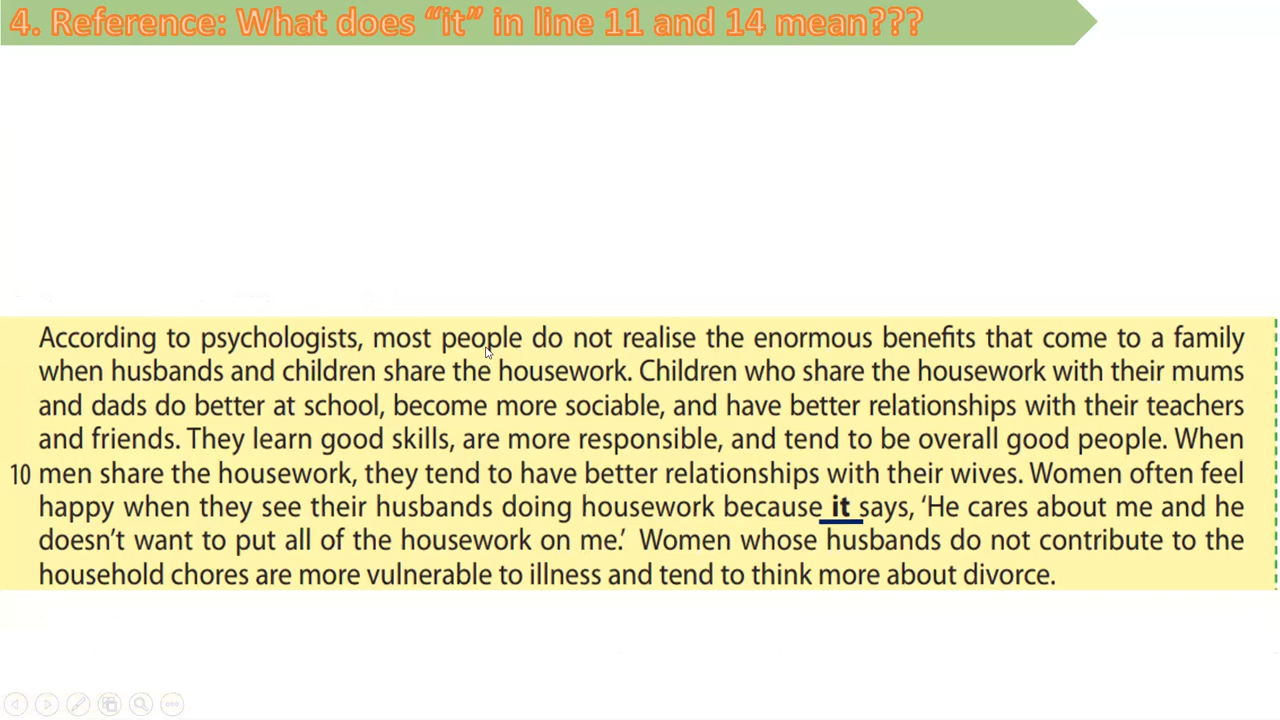 4. Reference: What does “it” in line 11 and 14 mean???
According to psychologists, most people do not realise the enormous benefits that come to a family
when husbands and children share the housework. Children who share the housework with their mums
and dads do better at school, become more sociable, and have better relationships with their teachers
and friends. They learn good skills, are more responsible, and tend to be overall good people. When
10 men share the housework, they tend to have better relationships with their wives. Women often feel
happy when they see their husbands doing housework because it says, ‘He cares about me and he
doesn’t want to put all of the housework on me.’ Women whose husbands do not contribute to the
household chores are more vulnerable to illness and tend to think more about divorce.